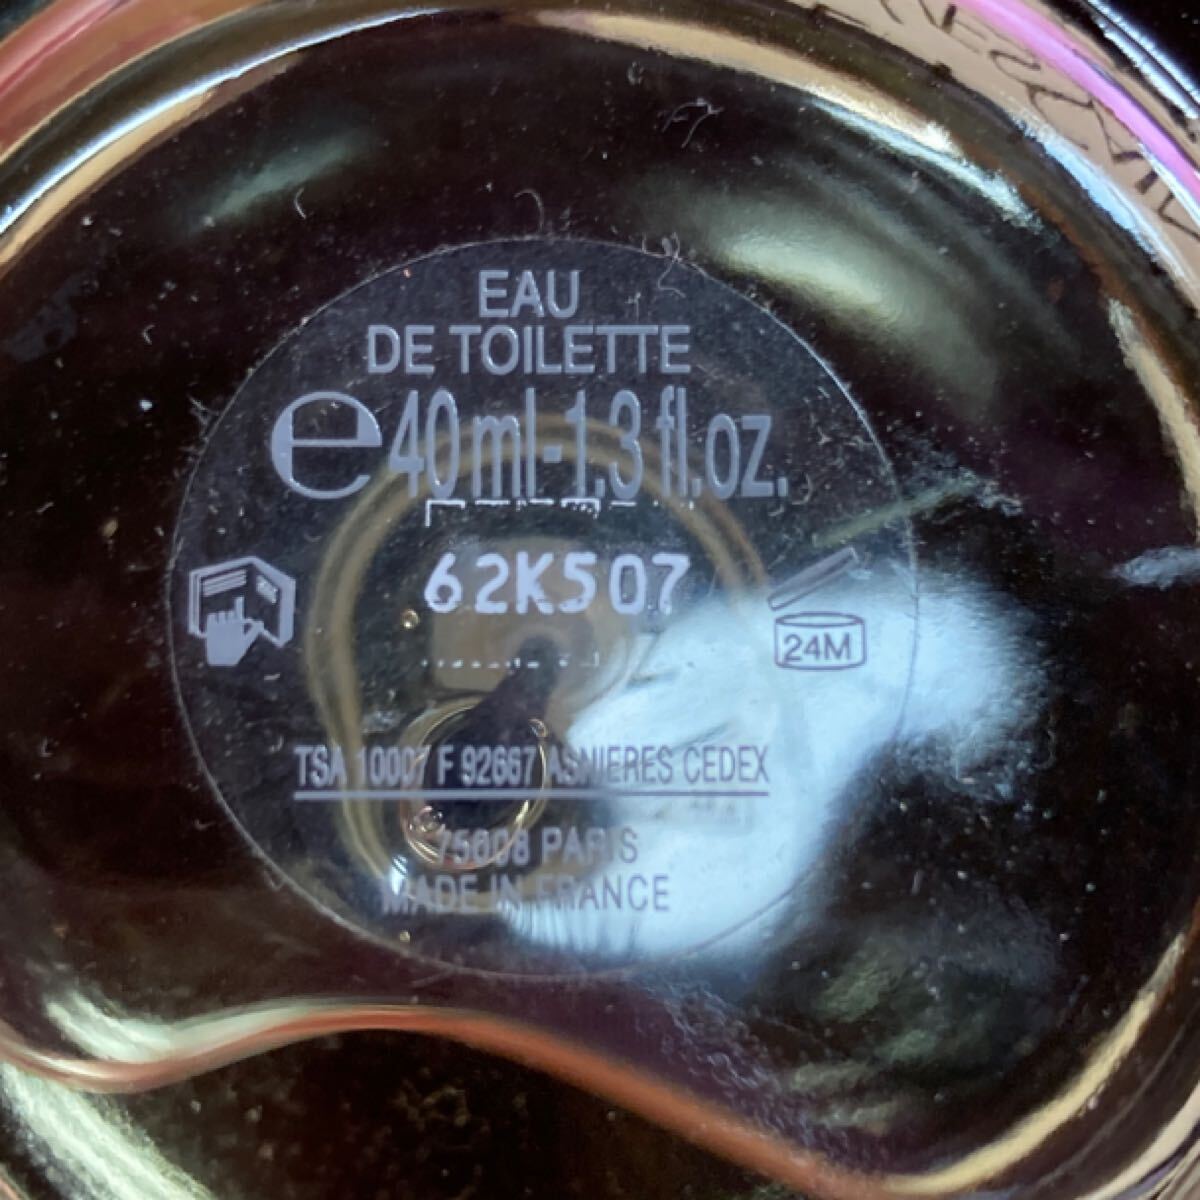 EAU
DE TOILETTE
e 40 ml-1.3 fl.oz.
62K507
24M
TSA 10007 F 92667 ASNIERES CEDEX
75008 PARIS
MADE IN FRANCE